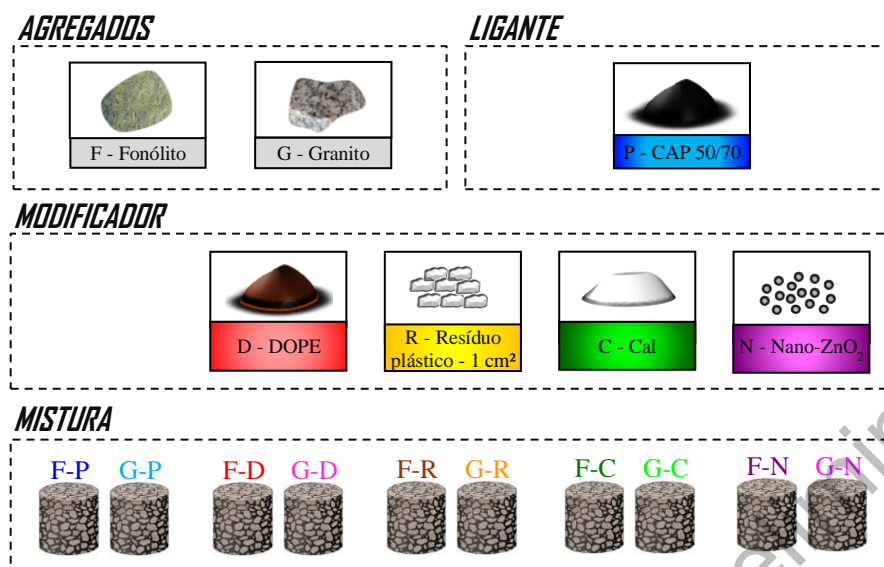 AGREGADOS
LIGANTE
F - Fonólito
G - Granito
P - CAP 50/70
MODIFICADOR
D - DOPE
R - Resíduo
plástico - 1 cm²
C - Cal
N - Nano-ZnO₂
MISTURA
F-P G-P F-D G-D F-R G-R F-C G-C F-N G-N